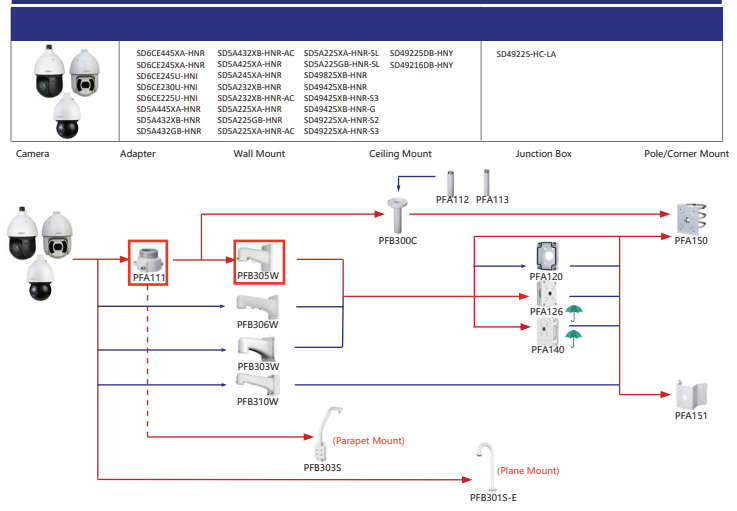 SD6CE445XA-HNR SD5A432XB-HNR-AC SD5A225XA-HNR-SL SD49225DB-HNY SD49225-HC-LA
SD6CE245XA-HNR SD5A425XA-HNR SD5A225GB-HNR-SL SD49216DB-HNY
SD6CE245U-HNI SD5A245XA-HNR SD49825XB-HNR
SD6CE230U-HNI SD5A232XB-HNR SD49425XB-HNR
SD6CE225U-HNI SD5A232XB-HNR-AC SD49425XB-HNR-S3
SD5A445XA-HNR SD5A225XA-HNR SD49425XB-HNR-G
SD5A432XB-HNR SD5A225GB-HNR SD49225XA-HNR-S2
SD5A432GB-HNR SD5A225XA-HNR-AC SD49225XA-HNR-S3
Camera Adapter Wall Mount Ceiling Mount Junction Box Pole/Corner Mount
PFA112 PFA113
PFB300C PFA150
PFA111 PFB305W PFA120
PFB306W PFA126
PFB303W PFA140
PFB310W PFA151
(Parapet Mount)
PFB303S
(Plane Mount)
PFB301S-E